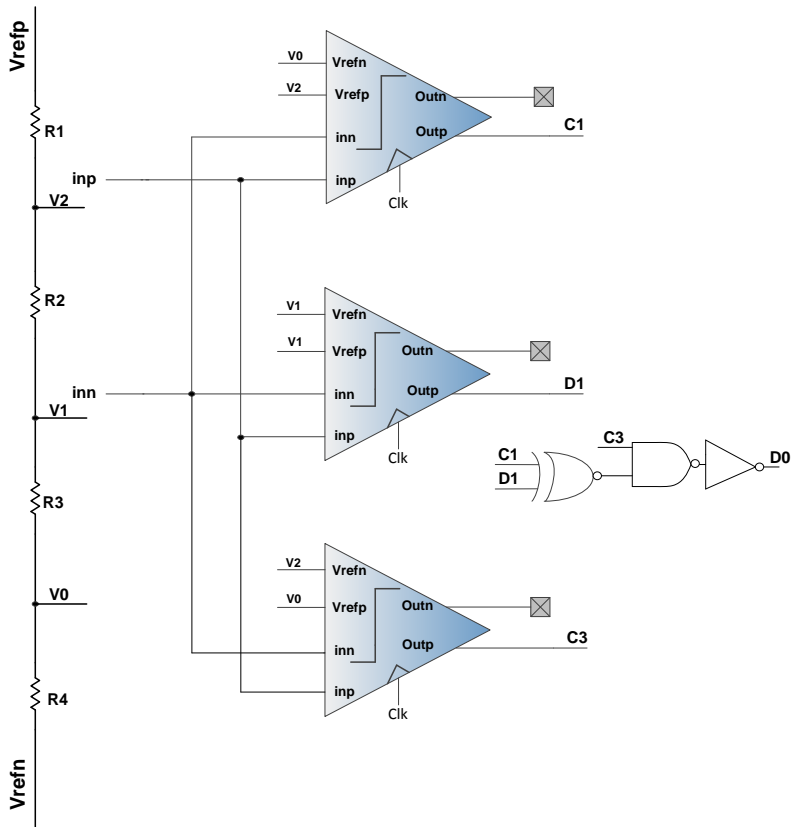 Vrefp
R1
V2
R2
V1
R3
V0
R4
Vrefn
inp
inn
V0
V2
Vrefn
Vrefp
inn
inp
Outn
Outp
Clk
C1
V1
V1
Vrefn
Vrefp
inn
inp
Outn
Outp
Clk
D1
V2
V0
Vrefn
Vrefp
inn
inp
Outn
Outp
Clk
C3
C1
D1
C3
D0